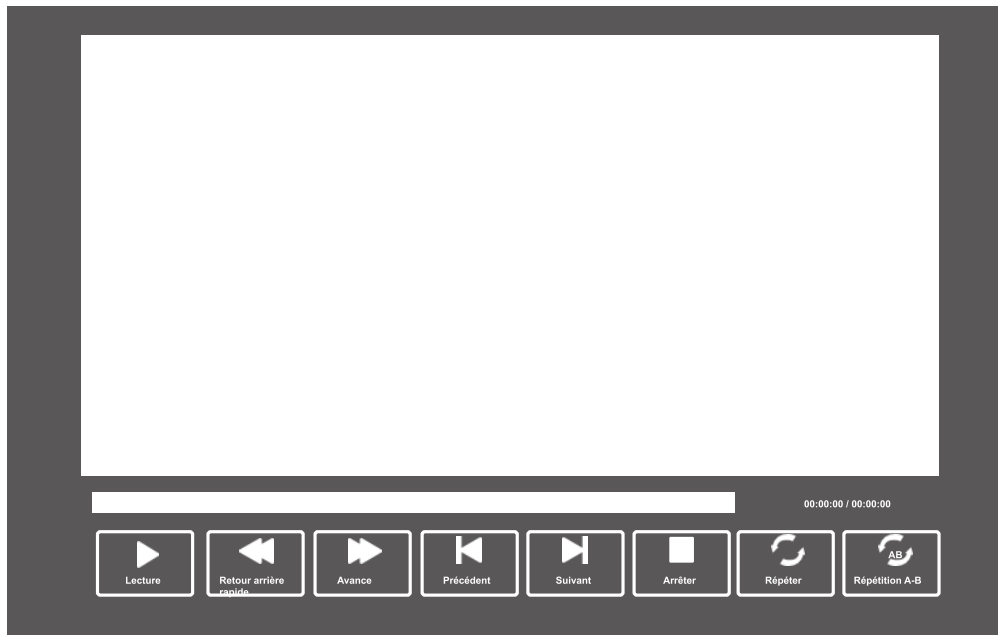 00:00:00 / 00:00:00
Lecture
Retour arrière
rapide
Avance
Précédent
Suivant
Arrêter
Répéter
AB
Répétition A-B